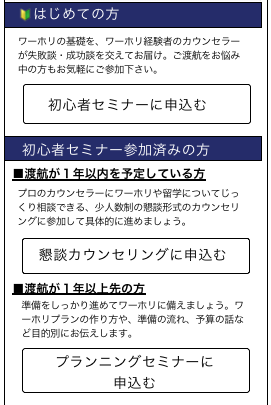 🔰はじめての方
ワーホリの基礎を、ワーホリ経験者のカウンセラー
が失敗談・成功談を交えてお届け。ご渡航をお悩み
中の方もお気軽にご参加下さい。
初心者セミナーに申込む
初心者セミナー参加済みの方
■渡航が１年以内を予定している方
プロのカウンセラーにワーホリや留学についてじっ
くり相談できる、少人数制の懇談形式のカウンセリ
ングに参加して具体的に進めましょう。
懇談カウンセリングに申込む
■渡航が１年以上先の方
準備をしっかり進めてワーホリに備えましょう。ワ
ーホリプランの作り方や、準備の流れ、予算の話な
ど目的別にお伝えします。
プランニングセミナーに
申込む